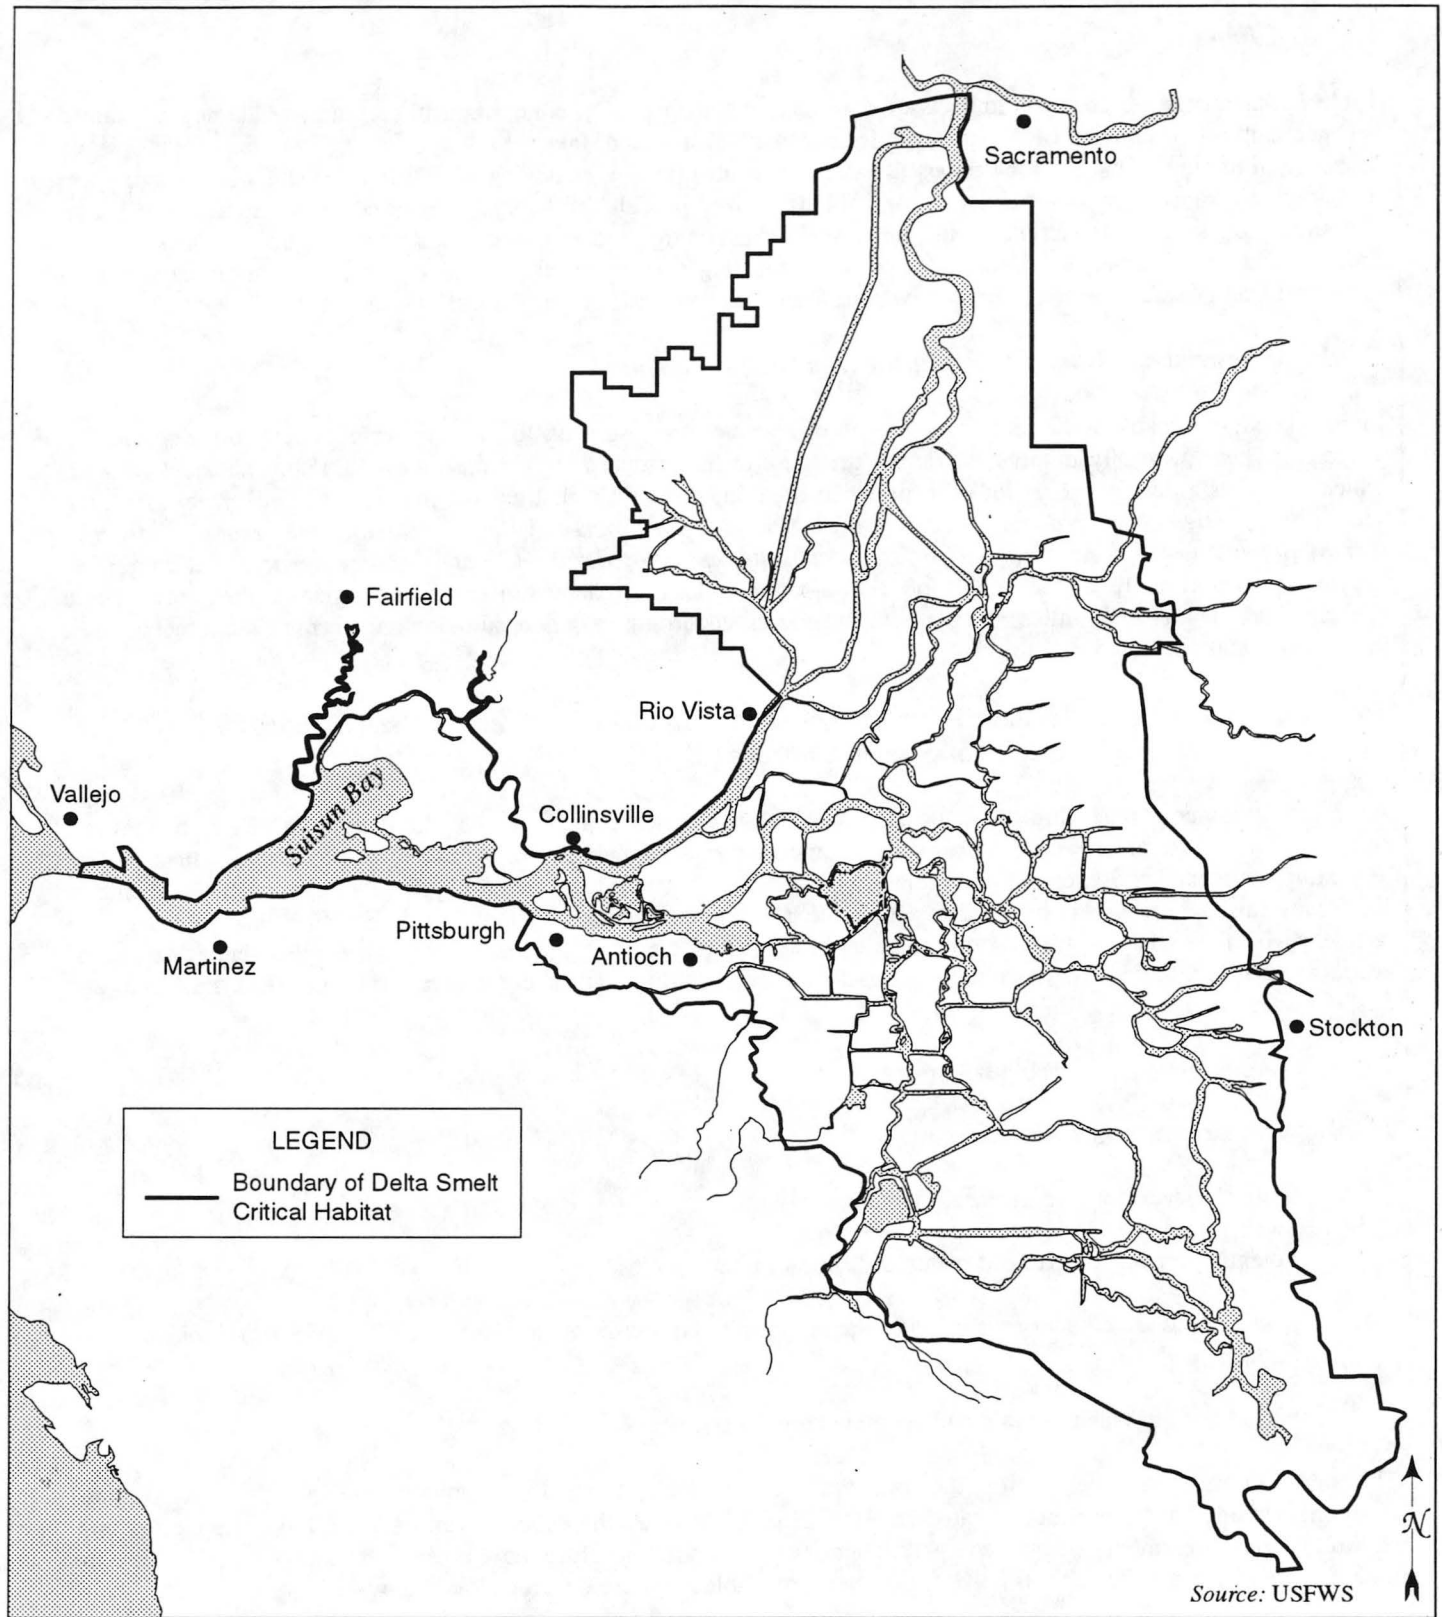 Sacramento
Fairfield
Rio Vista
Vallejo
Suisun Bay
Collinsville
Pittsburgh
Antioch
Martinez
Stockton
LEGEND
Boundary of Delta Smelt
Critical Habitat
N
Source: USFWS